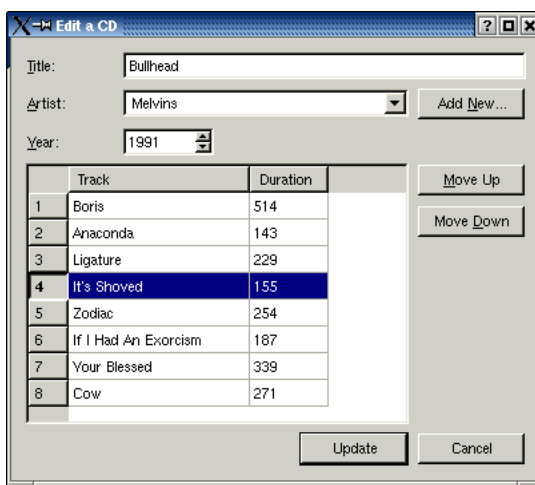 Edit a CD
Title: Bullhead
Artist: Melvins Add New...
Year: 1991
Track Duration Move Up
1 Boris 514
2 Anaconda 143 Move Down
3 Ligature 229
4 It's Shoved 155
5 Zodiac 254
6 If I Had An Exorcism 187
7 Your Blessed 339
8 Cow 271
Update Cancel